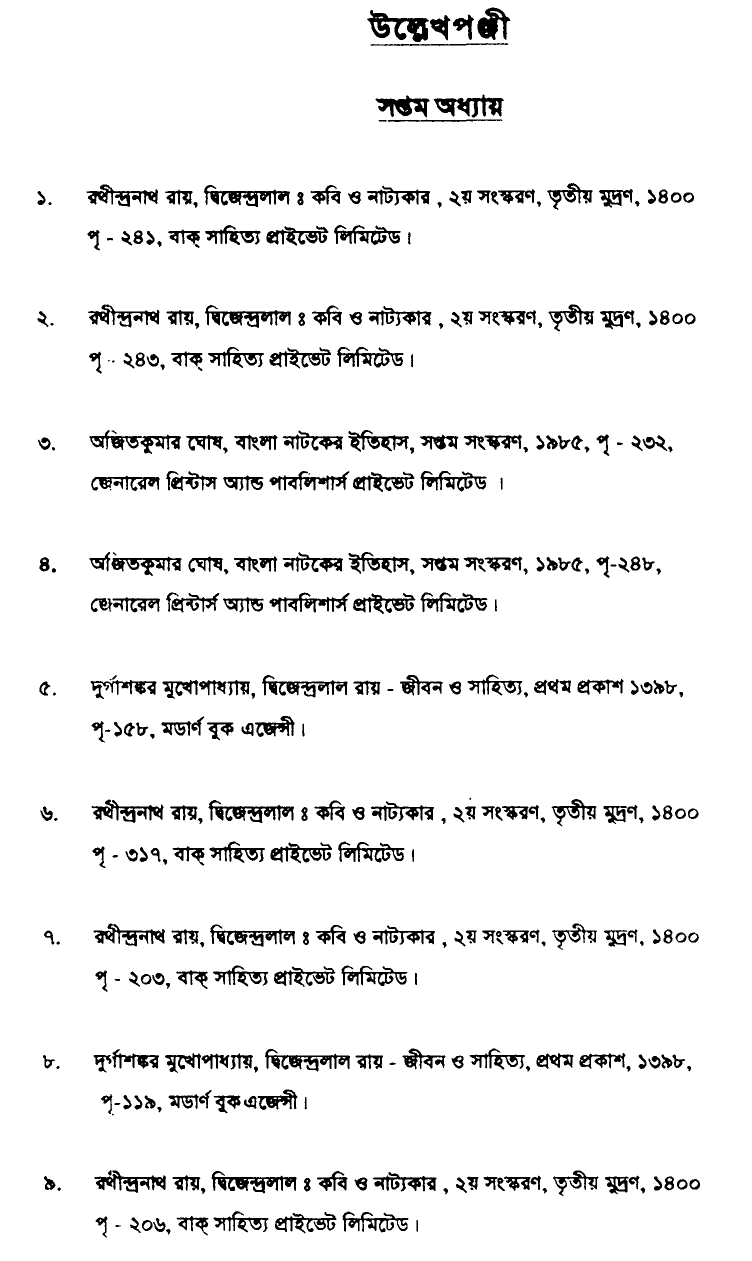 উল্লেখপঞ্জী
সপ্তম অধ্যায়
১. রথীন্দ্রনাথ রায়, দ্বিজেন্দ্রলাল ঃ কবি ও নাট্যকার , ২য় সংস্করণ, তৃতীয় মুদ্রণ, ১৪০০
পৃ - ২৪১, বাক্ সাহিত্য প্রাইভেট লিমিটেড।
২. রথীন্দ্রনাথ রায়, দ্বিজেন্দ্রলাল ঃ কবি ও নাট্যকার , ২য় সংস্করণ, তৃতীয় মুদ্রণ, ১৪০০
পৃ - ২৪৩, বাক্ সাহিত্য প্রাইভেট লিমিটেড।
৩. অজিতকুমার ঘোষ, বাংলা নাটকের ইতিহাস, সপ্তম সংস্করণ, ১৯৮৫, পৃ - ২৩২,
জেনারেল প্রিন্টাস অ্যান্ড পাবলিশার্স প্রাইভেট লিমিটেড ।
৪. অজিতকুমার ঘোষ, বাংলা নাটকের ইতিহাস, সপ্তম সংস্করণ, ১৯৮৫, পৃ-২৪৮,
জেনারেল প্রিন্টার্স অ্যান্ড পাবলিশার্স প্রাইভেট লিমিটেড।
৫. দুর্গাশঙ্কর মুখোপাধ্যায়, দ্বিজেন্দ্রলাল রায় - জীবন ও সাহিত্য, প্রথম প্রকাশ ১৩৯৮,
পৃ-১৫৮, মডার্ণ বুক এজেন্সী।
৬. রথীন্দ্রনাথ রায়, দ্বিজেন্দ্রলাল ঃ কবি ও নাট্যকার , ২য় সংস্করণ, তৃতীয় মুদ্রণ, ১৪০০
পৃ - ৩১৭, বাক্ সাহিত্য প্রাইভেট লিমিটেড।
৭. রথীন্দ্রনাথ রায়, দ্বিজেন্দ্রলাল ঃ কবি ও নাট্যকার , ২য় সংস্করণ, তৃতীয় মুদ্রণ, ১৪০০
পৃ - ২০৩, বাক্ সাহিত্য প্রাইভেট লিমিটেড।
৮. দুর্গাশঙ্কর মুখোপাধ্যায়, দ্বিজেন্দ্রলাল রায় - জীবন ও সাহিত্য, প্রথম প্রকাশ, ১৩৯৮,
পৃ-১১৯, মডার্ণ বুক এজেন্সী।
৯. রথীন্দ্রনাথ রায়, দ্বিজেন্দ্রলাল ঃ কবি ও নাট্যকার , ২য় সংস্করণ, তৃতীয় মুদ্রণ, ১৪০০
পৃ - ২০৬, বাক্ সাহিত্য প্রাইভেট লিমিটেড।